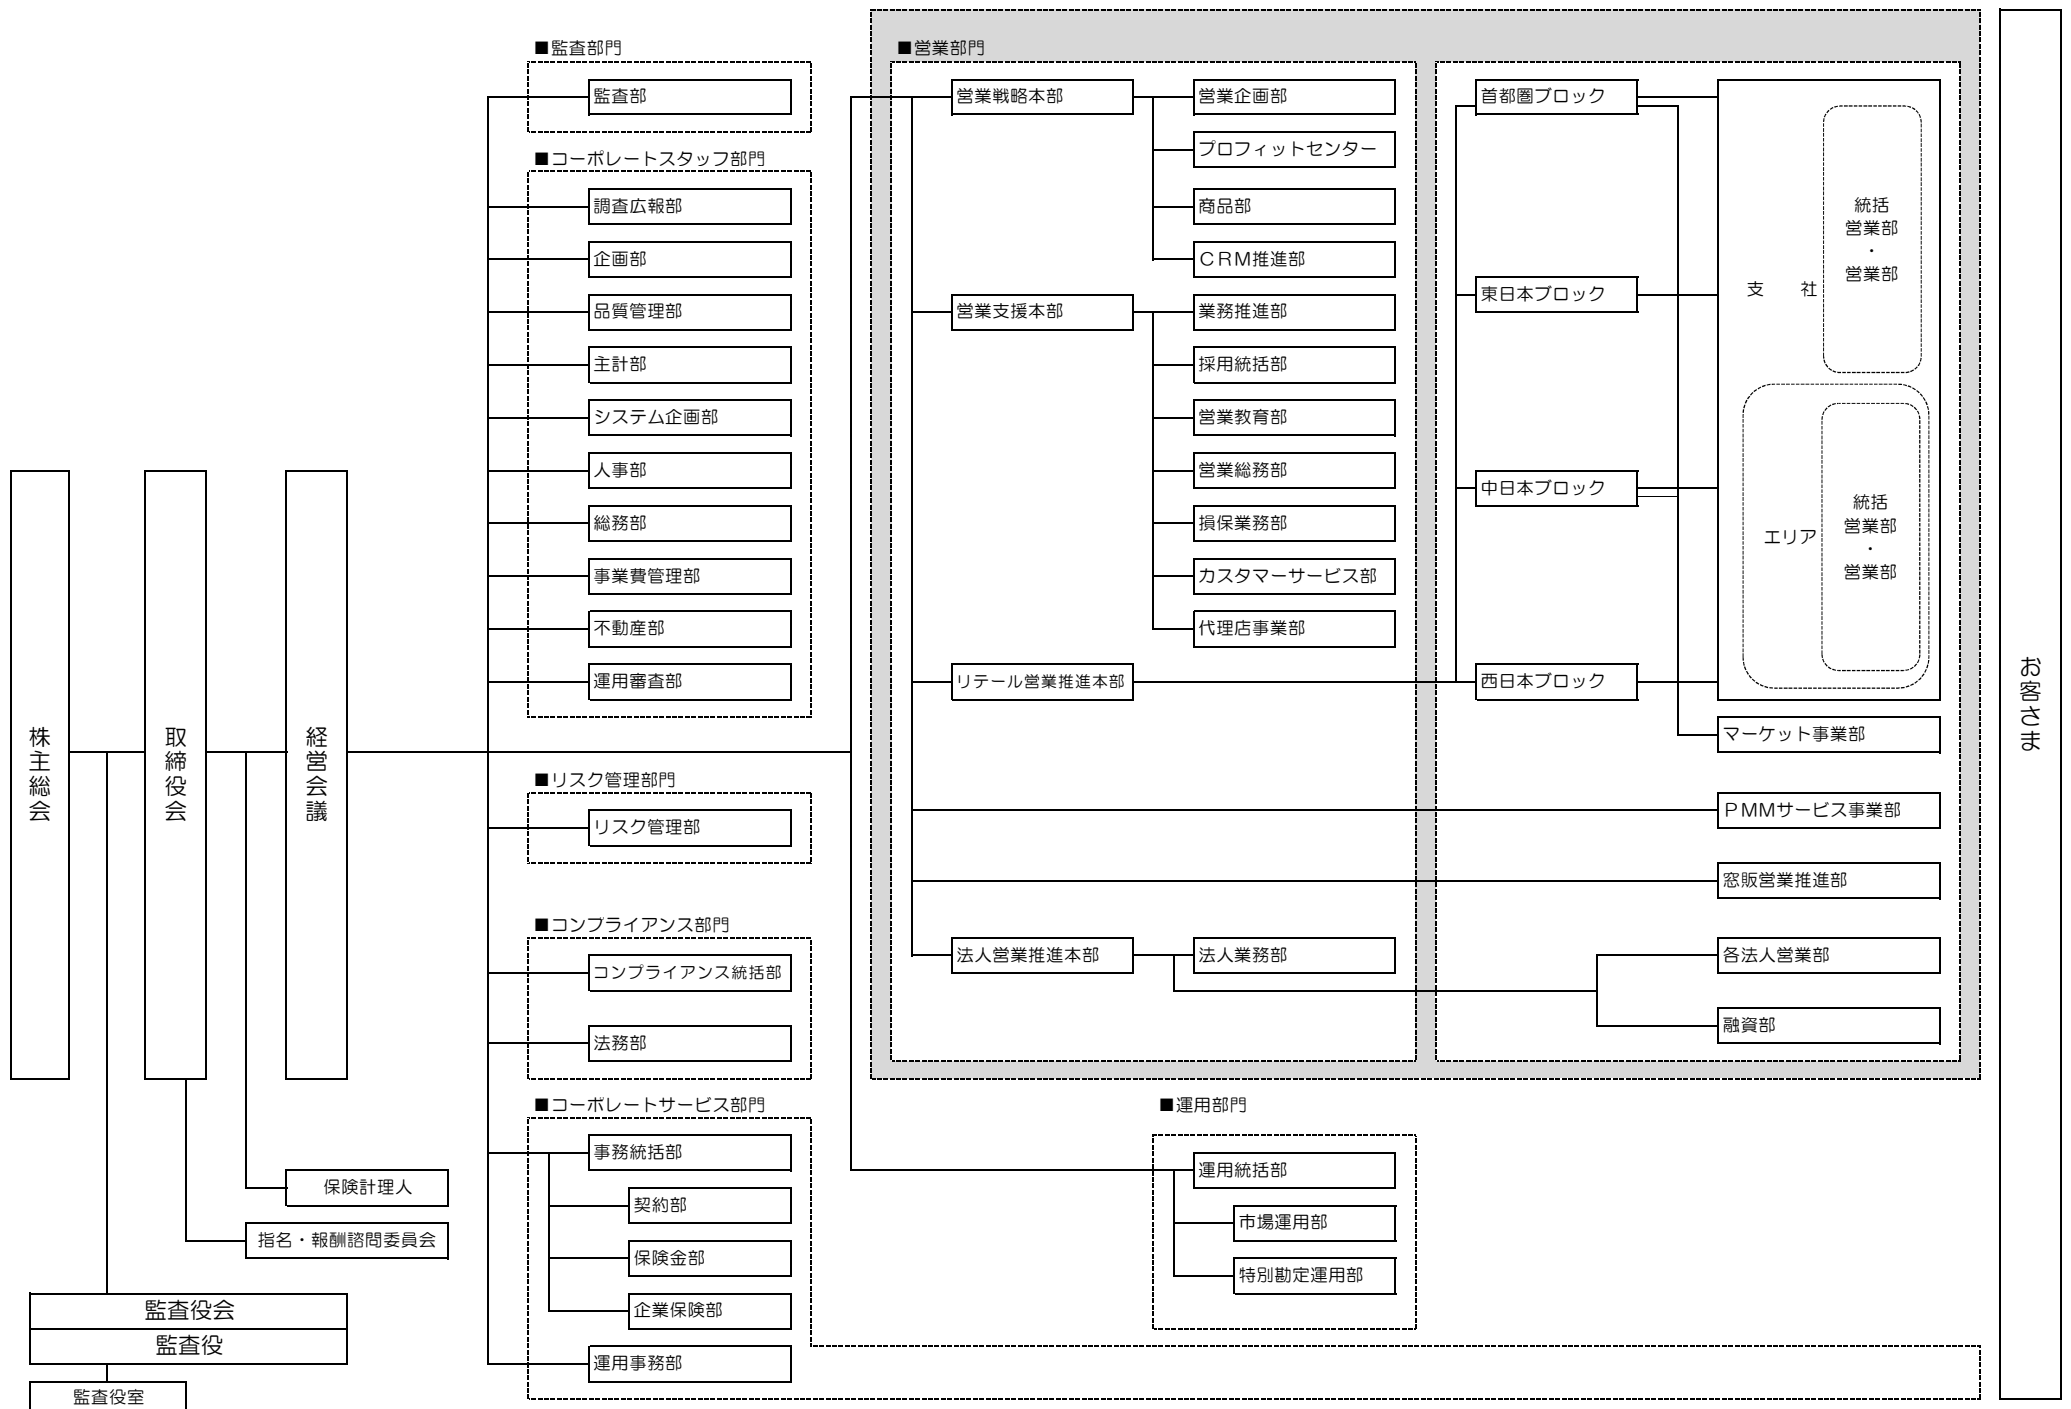 株主総会
取締役会
経営会議
保険計理人
指名・報酬諮問委員会
監査役会
監査役
監査役室
■監査部門
監査部
■コーポレートスタッフ部門
調査広報部
企画部
品質管理部
主計部
システム企画部
人事部
総務部
事業費管理部
不動産部
運用審査部
■リスク管理部門
リスク管理部
■コンプライアンス部門
コンプライアンス統括部
法務部
■コーポレートサービス部門
事務統括部
契約部
保険金部
企業保険部
運用事務部
■営業部門
営業戦略本部
営業企画部
プロフィットセンター
商品部
ＣＲＭ推進部
営業支援本部
業務推進部
採用統括部
営業教育部
営業総務部
損保業務部
カスタマーサービス部
代理店事業部
リテール営業推進本部
法人営業推進本部
法人業務部
首都圏ブロック
東日本ブロック
中日本ブロック
西日本ブロック
支　　社
統括
営業部
・
営業部
エリア
統括
営業部
・
営業部
マーケット事業部
ＰＭＭサービス事業部
窓販営業推進部
各法人営業部
融資部
■運用部門
運用統括部
市場運用部
特別勘定運用部
お客さま